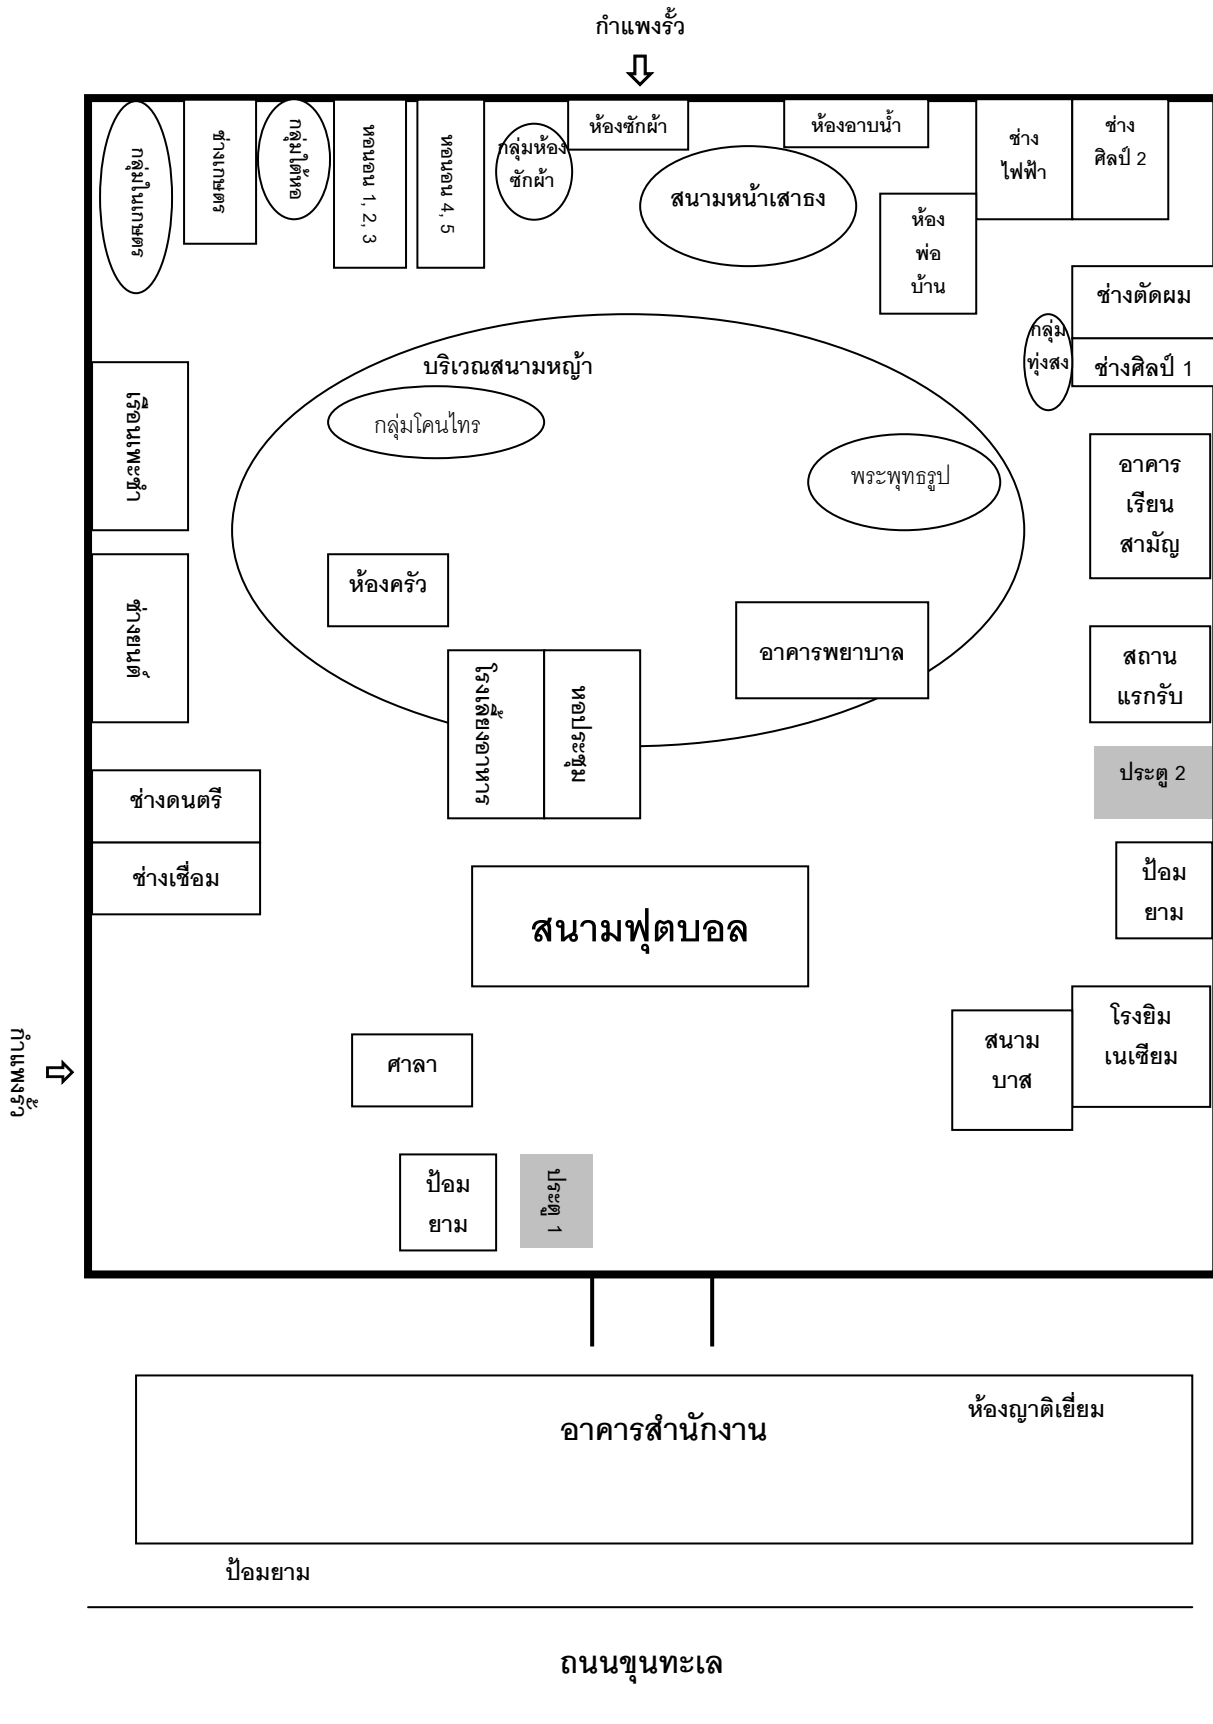 กำแพงรั้ว
กลุ่มในเกษตร
ช่างเกษตร
กลุ่มใต้หอ
หอนอน 1, 2, 3
หอนอน 4, 5
กลุ่มห้อง
ซักผ้า
ห้องซักผ้า
สนามหน้าเสาธง
ห้องอาบน้ำ
ห้อง
พ่อ
บ้าน
ช่าง
ไฟฟ้า
ช่าง
ศิลป์ 2
ช่างตัดผม
กลุ่ม
ทุ่งสง
ช่างศิลป์ 1
บริเวณสนามหญ้า
กลุ่มโคนไทร
พระพุทธรูป
เรือนเพาะชำ
อาคาร
เรียน
สามัญ
ห้องครัว
ช่างยนต์
อาคารพยาบาล
สถาน
แรกรับ
โรงเลี้ยงอาหาร
หอประชุม
ประตู 2
ช่างดนตรี
ช่างเชื่อม
ป้อม
ยาม
สนามฟุตบอล
กำแพงรั้ว
ศาลา
สนาม
บาส
โรงยิม
เนเซียม
ป้อม
ยาม
ประตู 1
อาคารสำนักงาน
ห้องญาติเยี่ยม
ป้อมยาม
ถนนขุนทะเล